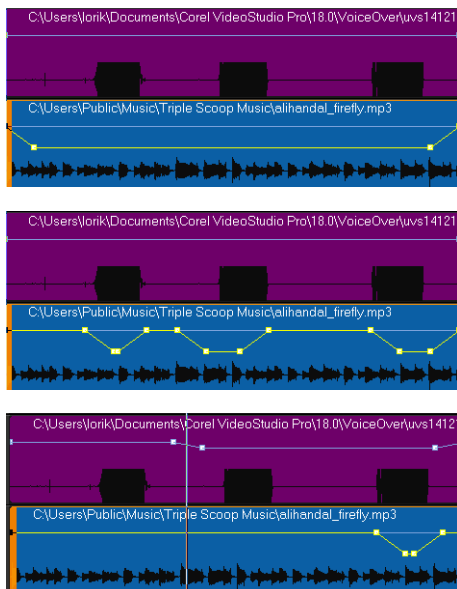 C:\Users\lorik\Documents\Corel VideoStudio Pro\18.0\VoiceOver\uvs14121
C:\Users\Public\Music\Triple Scoop Music\alihandal_firefly.mp3
C:\Users\lorik\Documents\Corel VideoStudio Pro\18.0\VoiceOver\uvs14121
C:\Users\Public\Music\Triple Scoop Music\alihandal_firefly.mp3
C:\Users\lorik\Documents\Corel VideoStudio Pro\18.0\VoiceOver\uvs1412
C:\Users\Public\Music\Triple Scoop Music\alihandal_firefly.mp3